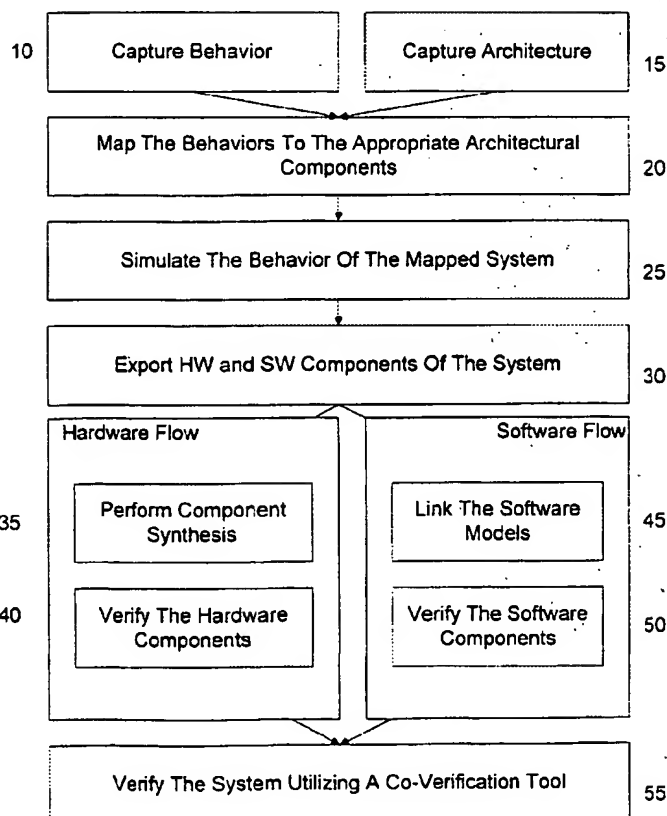 10
Capture Behavior
Capture Architecture
15
Map The Behaviors To The Appropriate Architectural
Components
20
Simulate The Behavior Of The Mapped System
25
Export HW and SW Components Of The System
30
Hardware Flow
Software Flow
35
Perform Component
Synthesis
Link The Software
Models
45
40
Verify The Hardware
Components
Verify The Software
Components
50
Verify The System Utilizing A Co-Verification Tool
55